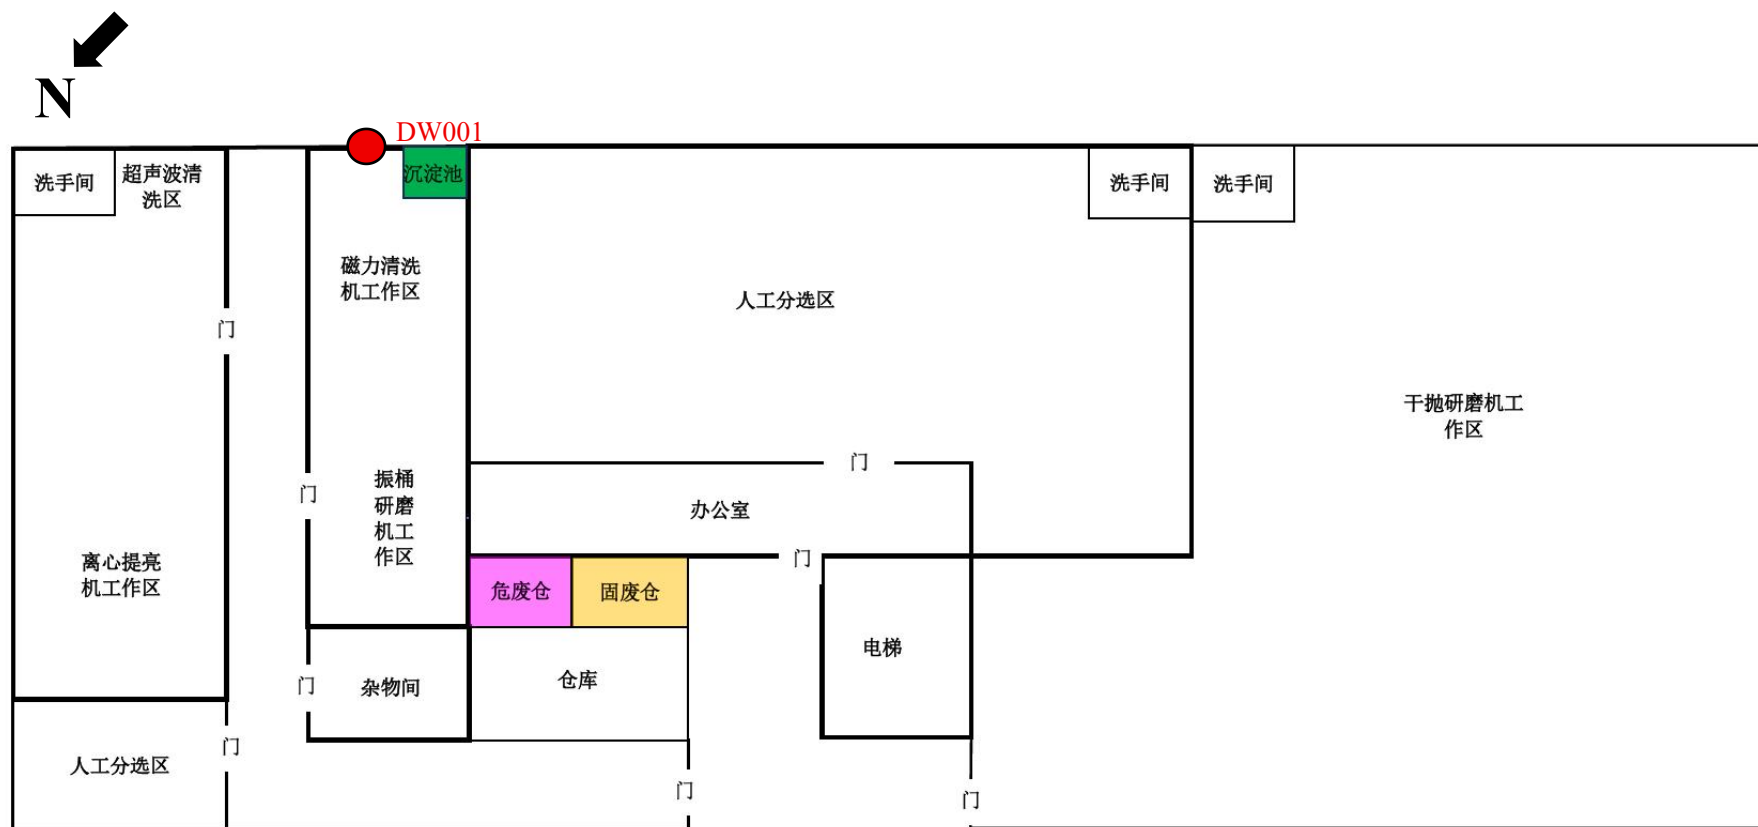 N
DW001
洗手间
超声波清
洗区
沉淀池
洗手间
洗手间
磁力清洗
机工作区
人工分选区
门
干抛研磨机工
作区
门
振桶
研磨
机工
作区
门
办公室
门
离心提亮
机工作区
危废仓
固废仓
电梯
门
杂物间
仓库
门
人工分选区
门
门